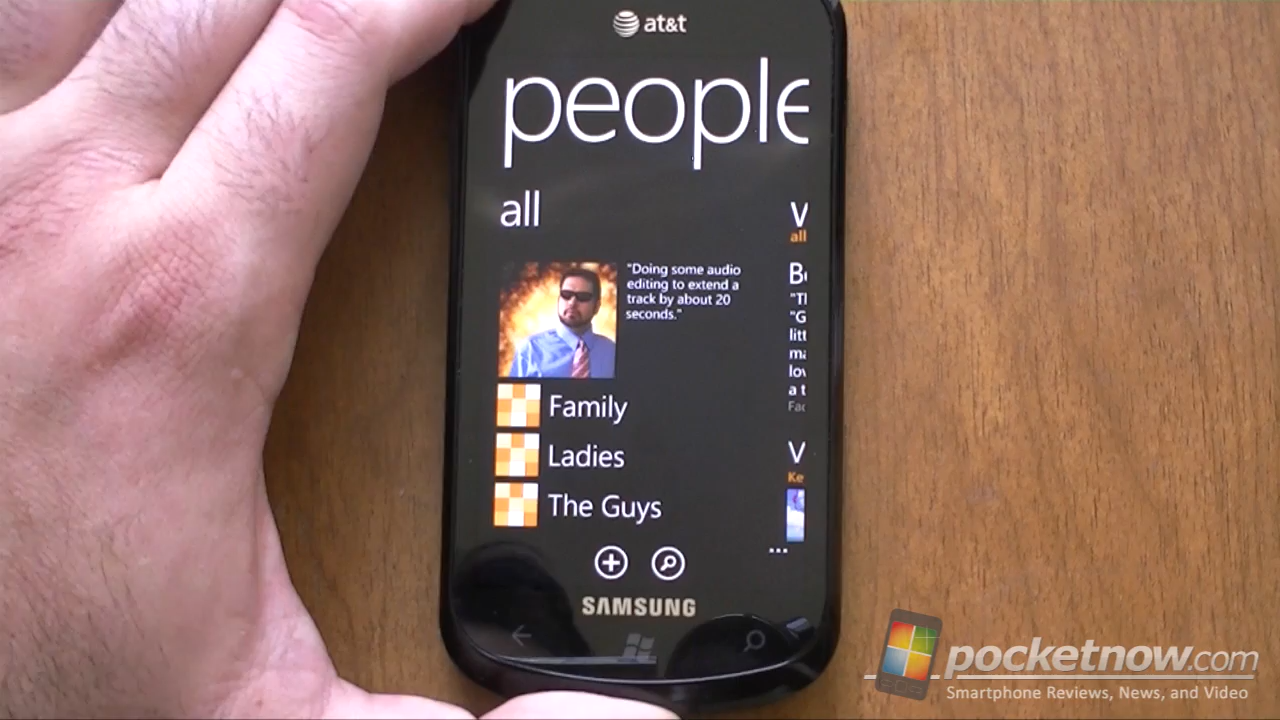 at&t
people
all
"Doing some audio
editing to extend a
track by about 20
seconds."
Family
Ladies
The Guys
all
"G
a t
SAMSUNG
pocketnow.com
Smartphone Reviews, News, and Video